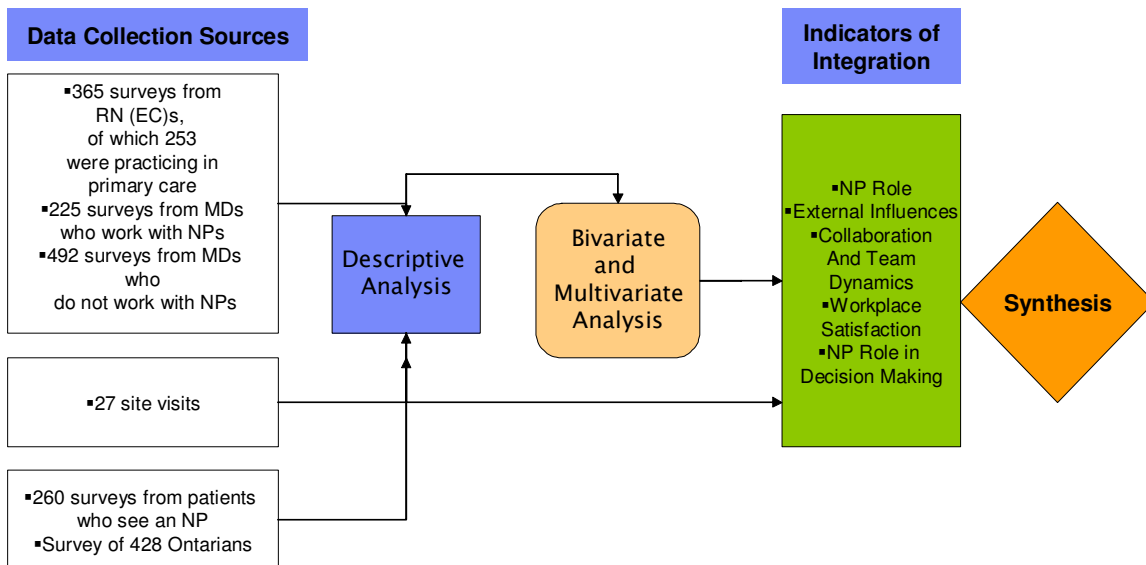 Data Collection Sources
▪365 surveys from
RN (EC)s,
of which 253
were practicing in
primary care
▪225 surveys from MDs
who work with NPs
▪492 surveys from MDs
who
do not work with NPs
▪27 site visits
▪260 surveys from patients
who see an NP
▪Survey of 428 Ontarians
Descriptive
Analysis
Bivariate
and
Multivariate
Analysis
Indicators of
Integration
▪NP Role
▪External Influences
▪Collaboration
And Team
Dynamics
▪Workplace
Satisfaction
▪NP Role in
Decision Making
Synthesis